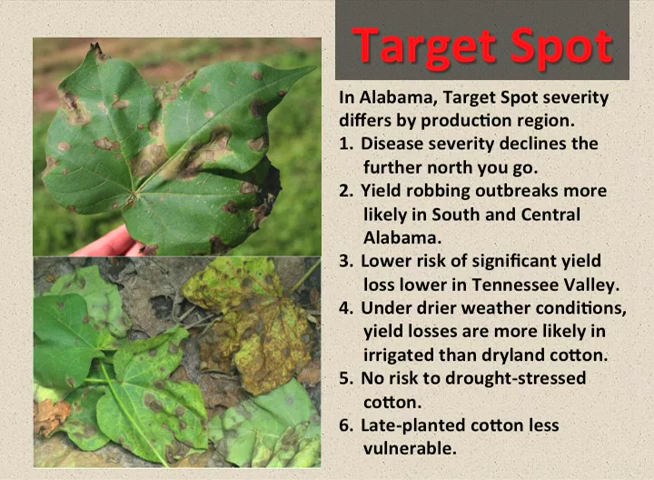 Target Spot
In Alabama, Target Spot severity
differs by production region.
1. Disease severity declines the
further north you go.
2. Yield robbing outbreaks more
likely in South and Central
Alabama.
3. Lower risk of significant yield
loss lower in Tennessee Valley.
4. Under drier weather conditions,
yield losses are more likely in
irrigated than dryland cotton.
5. No risk to drought-stressed
cotton.
6. Late-planted cotton less
vulnerable.